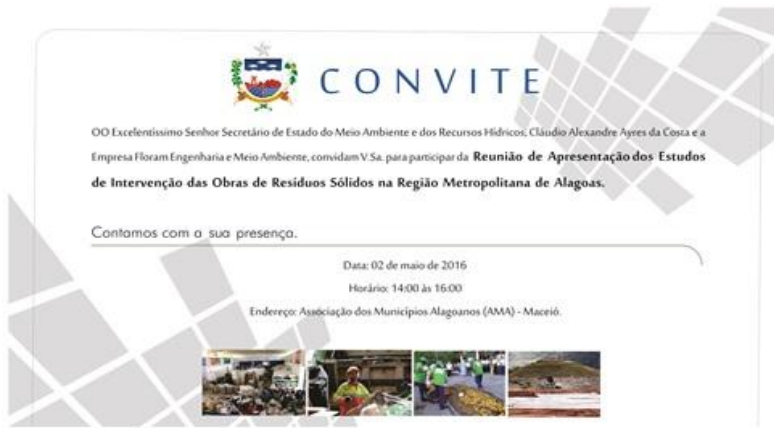 CONVITE
OO Excelentíssimo Senhor Secretário de Estado do Meio Ambiente e dos Recursos Hídricos, Cláudio Alexandre Ayres da Costa e a
Empresa Floram Engenharia e Meio Ambiente, convidam V.Sa. para participar da Reunião de Apresentação dos Estudos
de Intervenção das Obras de Resíduos Sólidos na Região Metropolitana de Alagoas.
Contamos com a sua presença.
Data: 02 de maio de 2016
Horário: 14:00 às 16:00
Endereço: Associação dos Municípios Alagoanos (AMA) - Maceió.